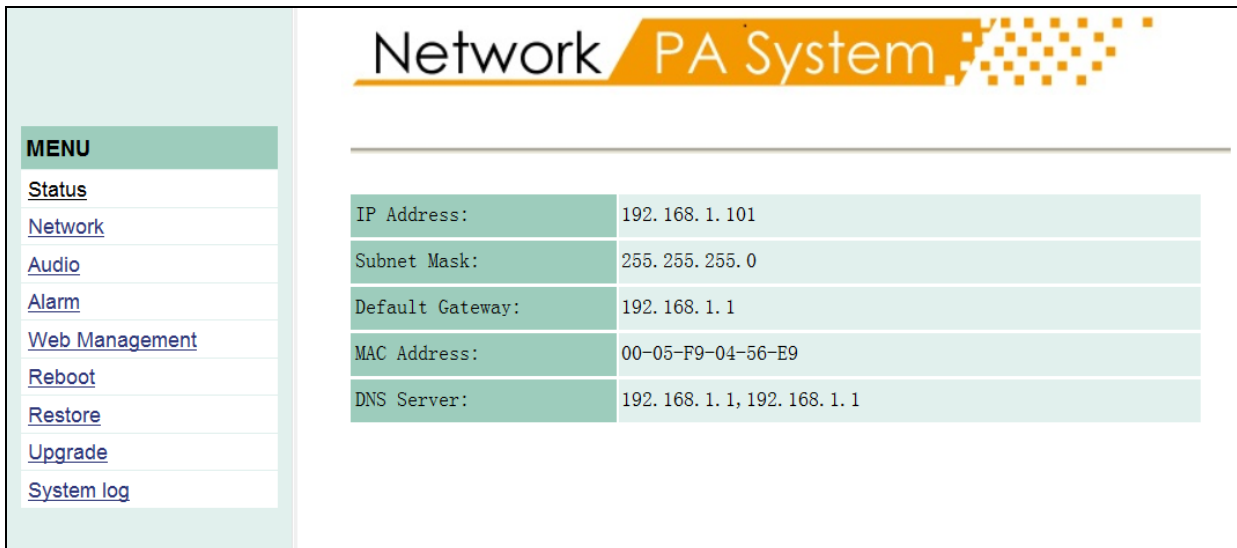 Network PA System
MENU
Status
Network
Audio
Alarm
Web Management
Reboot
Restore
Upgrade
System log
IP Address: 192.168.1.101
Subnet Mask: 255.255.255.0
Default Gateway: 192.168.1.1
MAC Address: 00-05-F9-04-56-E9
DNS Server: 192.168.1.1,192.168.1.1